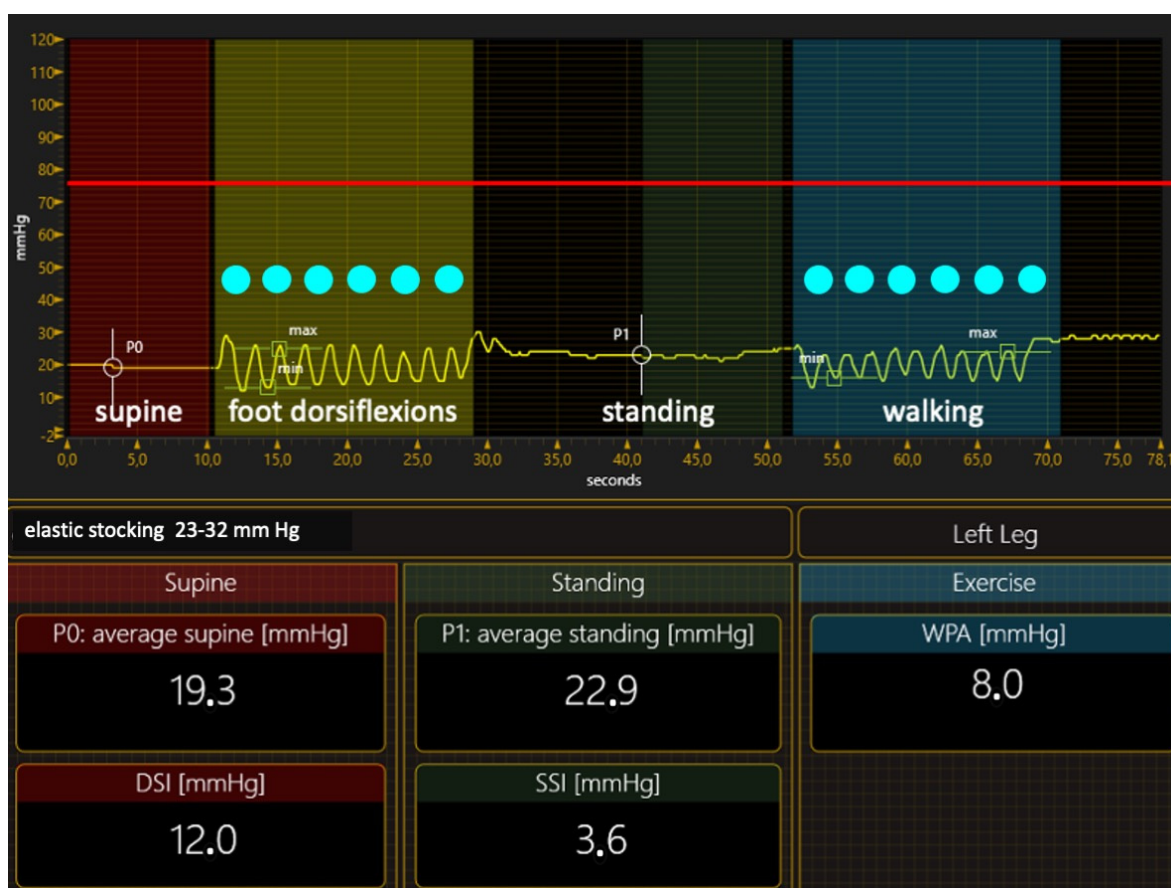 120
110
100
90
80
70
60
50
40
30
20
10
-2
mmHg
P0
max
min
P1
min
max
supine
foot dorsiflexions
standing
walking
0,0 5,0 10,0 15,0 20,0 25,0 30,0 35,0 40,0 45,0 50,0 55,0 60,0 65,0 70,0 75,0 78,1
seconds
elastic stocking 23-32 mm Hg
Left Leg
Supine
Standing
Exercise
P0: average supine [mmHg]
P1: average standing [mmHg]
WPA [mmHg]
19.3
22.9
8.0
DSI [mmHg]
SSI [mmHg]
12.0
3.6